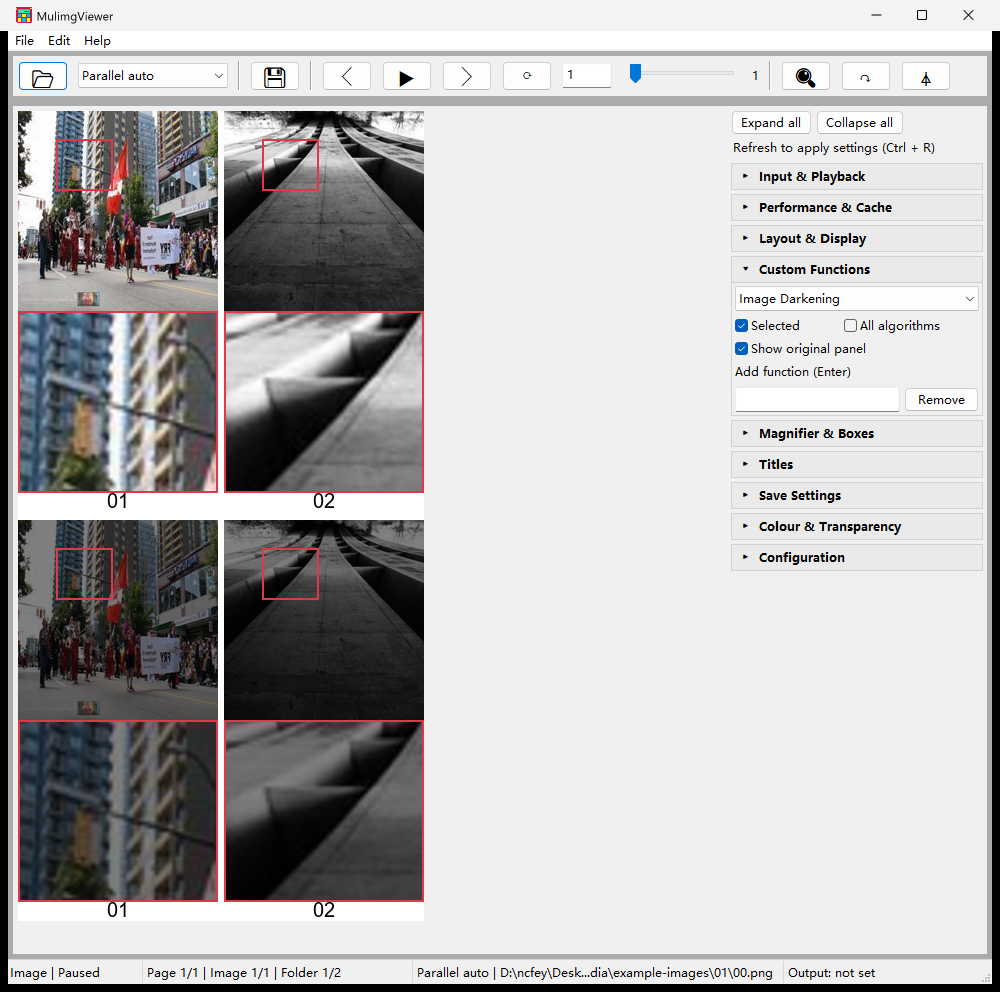 MulimgViewer
File Edit Help
Parallel auto
1
1
Expand all Collapse all
Refresh to apply settings (Ctrl + R)
Input & Playback
Performance & Cache
Layout & Display
Custom Functions
Image Darkening
Selected All algorithms
Show original panel
Add function (Enter)
Remove
Magnifier & Boxes
Titles
Save Settings
Colour & Transparency
Configuration
FRY
01 02
FRY
01 02
Image | Paused Page 1/1 | Image 1/1 | Folder 1/2 Parallel auto | D:\ncfey\Desk...dia\example-images\01\00.png Output: not set